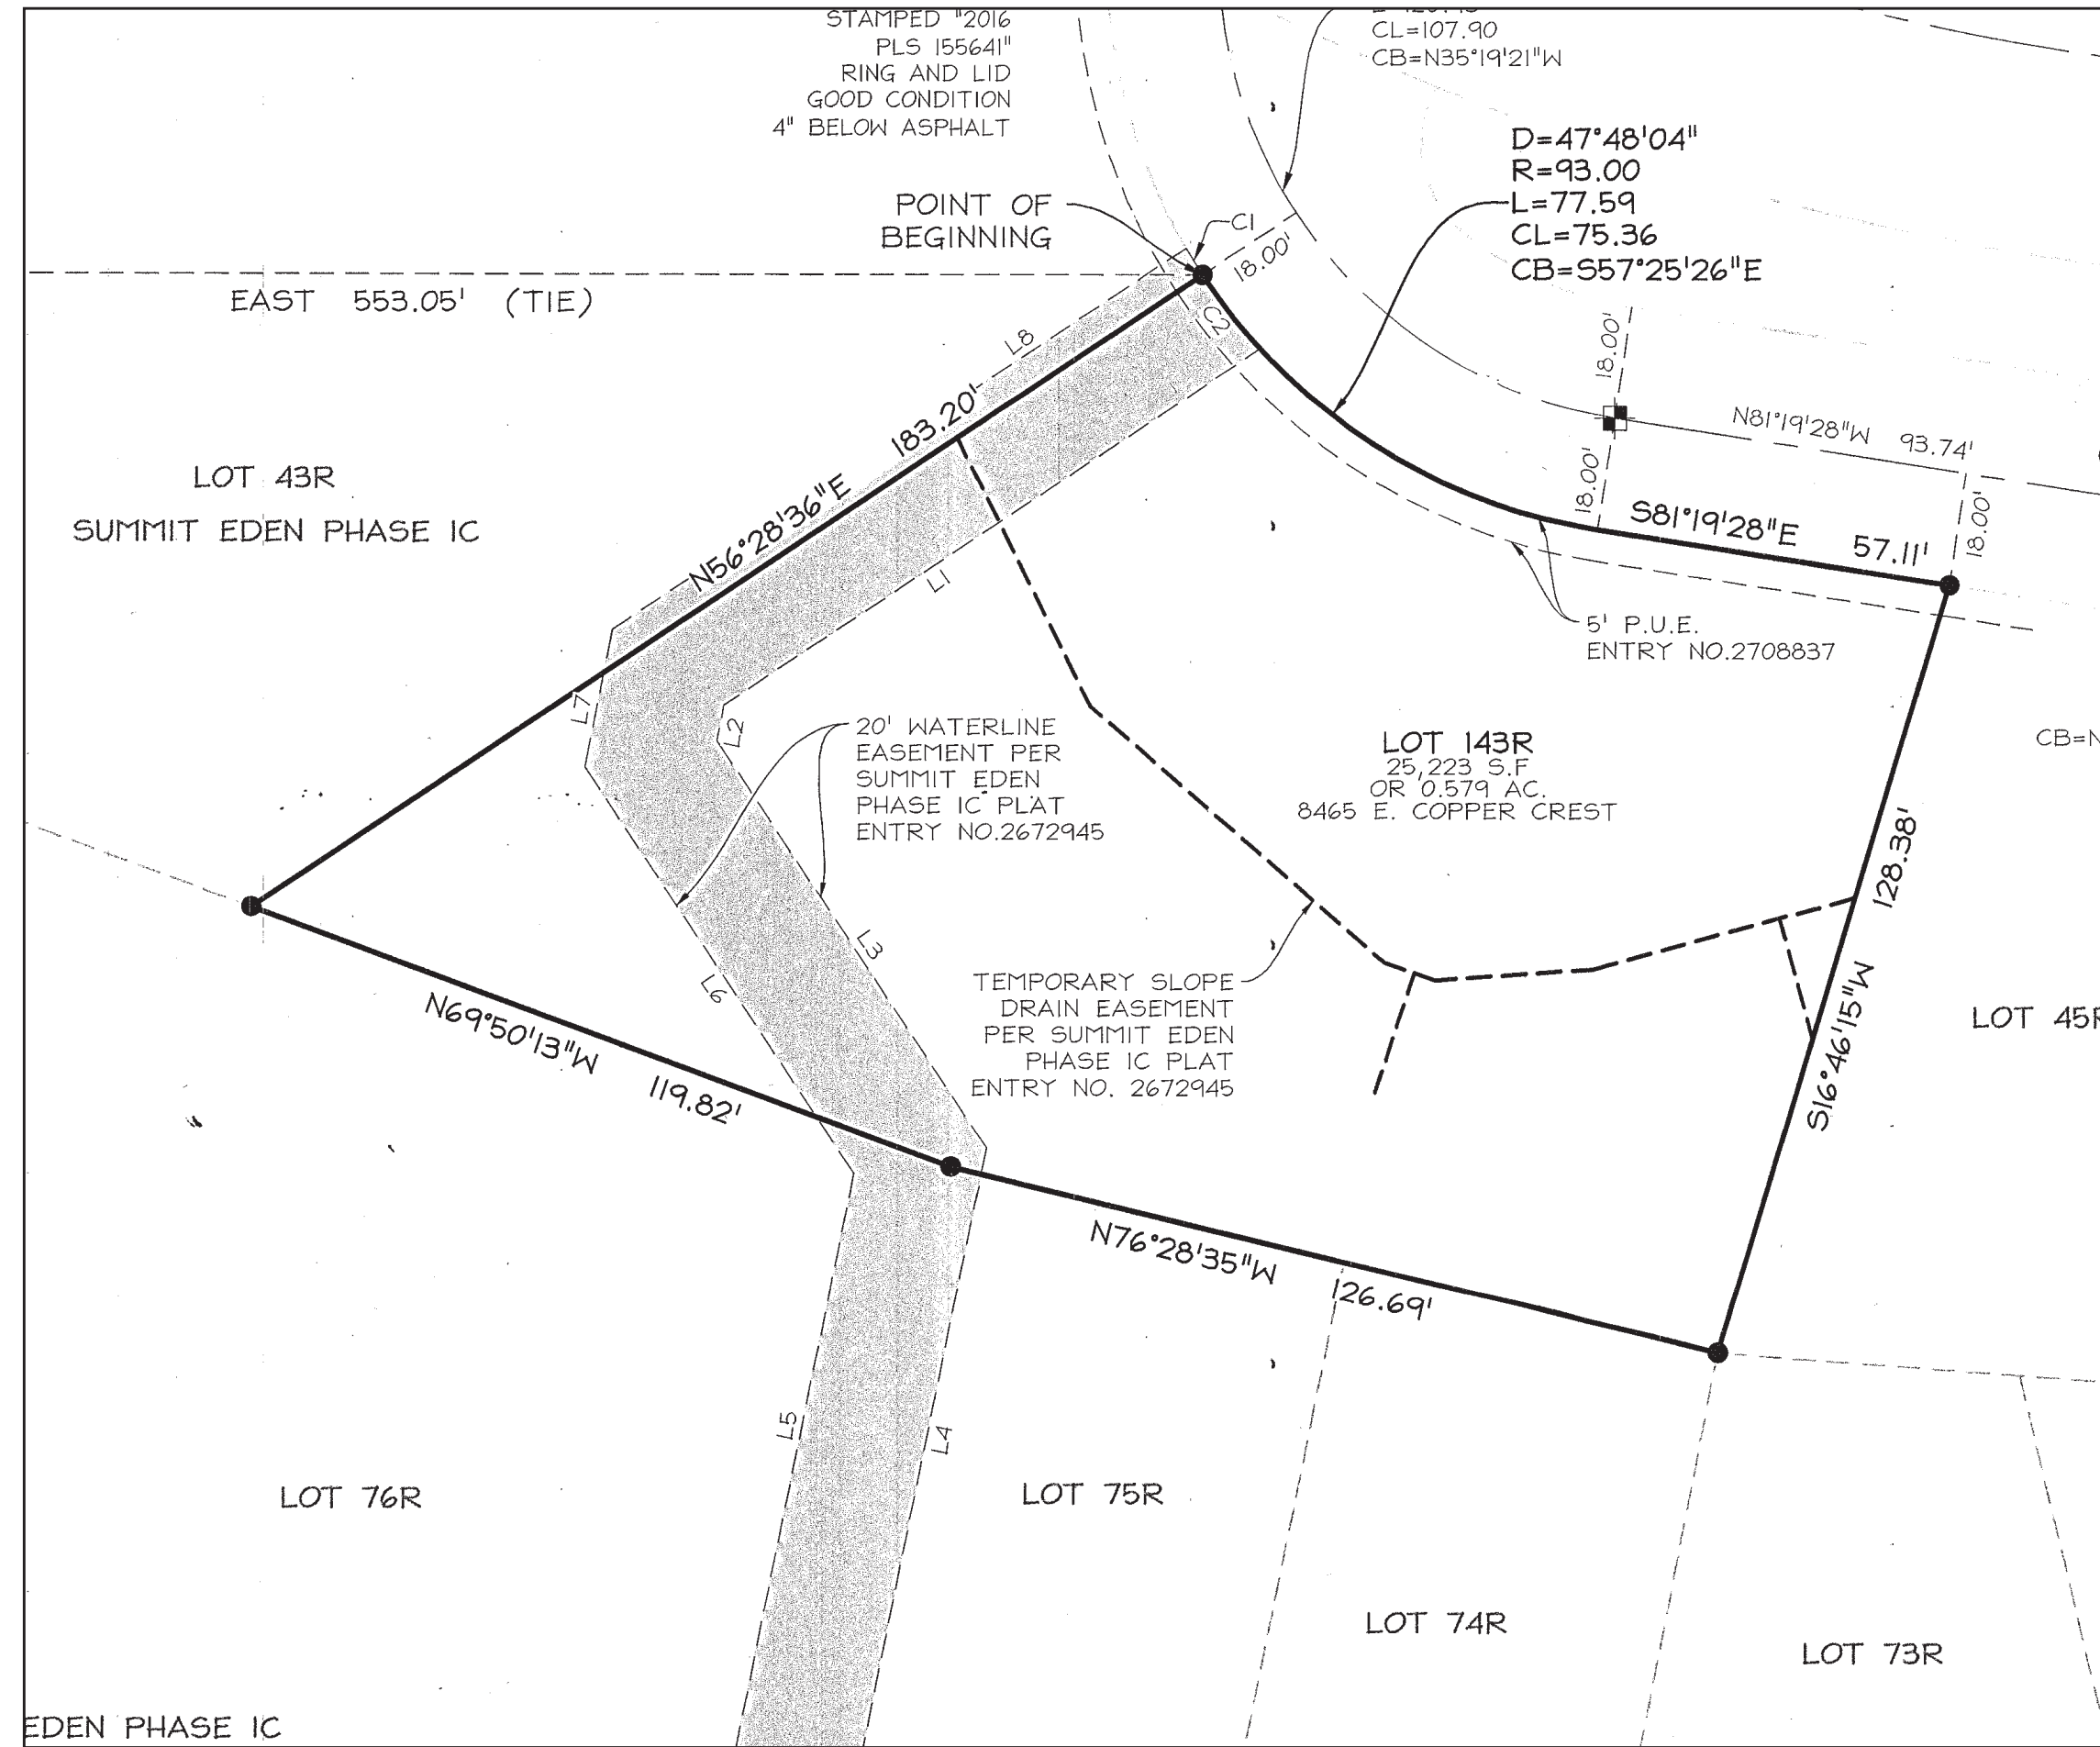 STAMPED "2016
PLS 155641"
RING AND LID
GOOD CONDITION
4" BELOW ASPHALT
CL=107.90
CB=N35°19'21"W
D=47°48'04"
R=93.00
L=77.59
CL=75.36
CB=S57°25'26"E
POINT OF
BEGINNING
C1
18.00'
EAST 553.05' (TIE)
C2
L8
18.00'
N81°19'28"W 93.74'
183.20'
N56°28'36"E
18.00'
18.00'
S81°19'28"E 57.11'
LOT 43R
SUMMIT EDEN PHASE 1C
L1
5' P.U.E.
ENTRY NO.2708837
L7
L2
20' WATERLINE
EASEMENT PER
SUMMIT EDEN
PHASE 1C PLAT
ENTRY NO.2672945
LOT 143R
25,223 S.F
OR 0.579 AC.
8465 E. COPPER CREST
CB=N
128.38'
S16°46'15"W
L3
L6
TEMPORARY SLOPE
DRAIN EASEMENT
PER SUMMIT EDEN
PHASE 1C PLAT
ENTRY NO. 2672945
LOT 45R
N69°50'13"W 119.82'
N76°28'35"W 126.69'
L5
L4
LOT 76R
LOT 75R
LOT 74R
LOT 73R
EDEN PHASE 1C